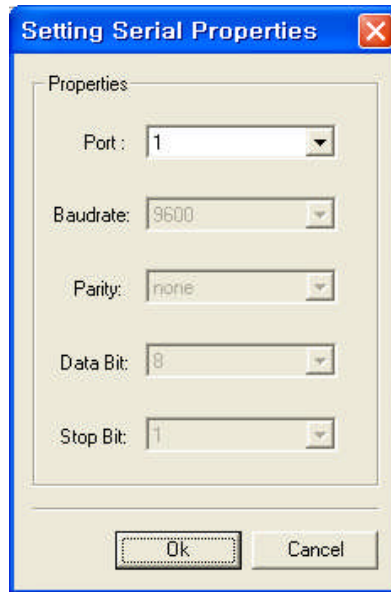 Setting Serial Properties
Properties
Port : 1
Baudrate: 9600
Parity: none
Data Bit: 8
Stop Bit: 1
Ok Cancel